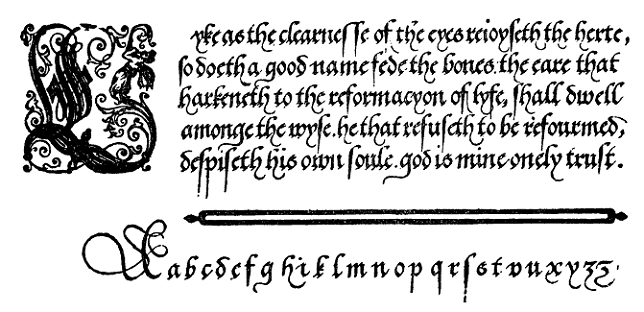 Lyke as the clearneſſe of the eyes reioyſeth the herte,
ſo doeth a good name fede the bones. the eare that
harkeneth to the reformacyon of lyfe, ſhall dwell
amonge the wyſe. he that refuſeth to be refourmed,
deſpiſeth his own ſoule. god is mine onely truſt.
A a b c d e f g h i k l m n o p q r ſ s t v u x y z z.